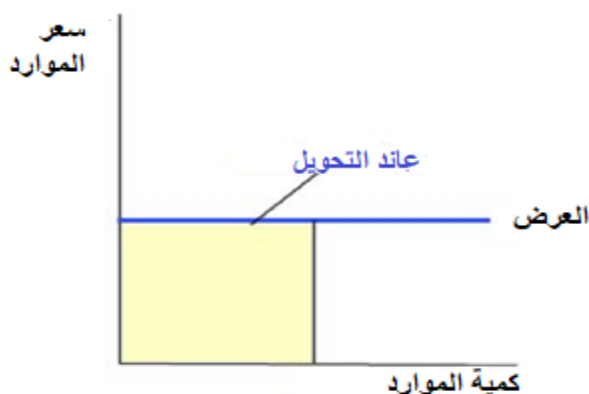 سعر
الموارد
عائد التحويل
العرض
كمية الموارد